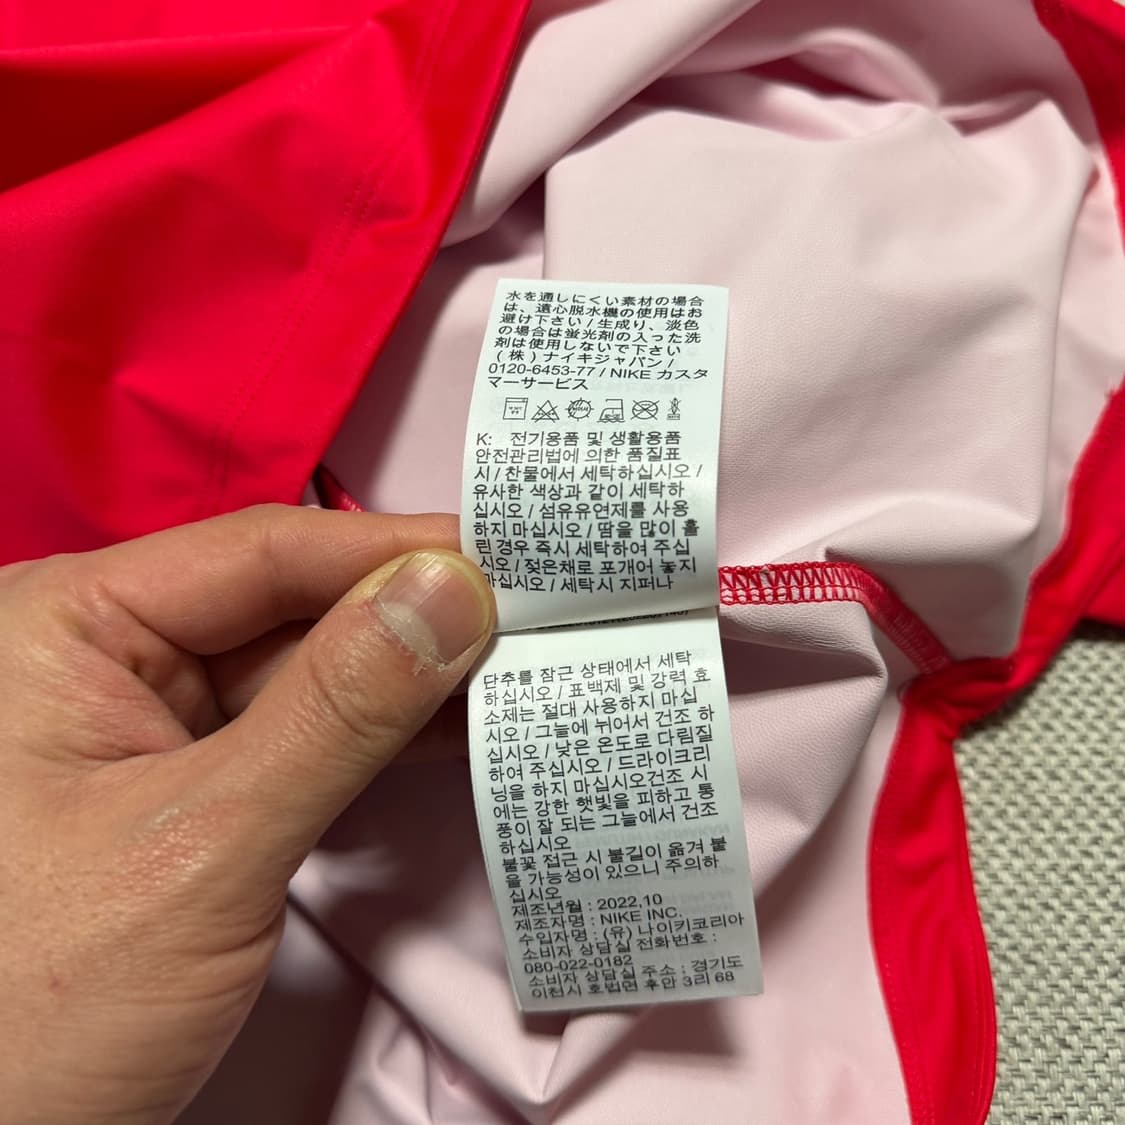 水を通しにくい素材の場合
は、遠心脱水機の使用はお
避け下さい / 生成り、淡色
の場合は蛍光剤の入った洗
剤は使用しないで下さい
(株) ナイキジャパン /
0120-6453-77 / NIKE カスタ
マーサービス
K: 전기용품 및 생활용품
안전관리법에 의한 품질표
시 / 찬물에서 세탁하십시오 /
유사한 색상과 같이 세탁하
십시오 / 섬유유연제를 사용
하지 마십시오 / 땀을 많이 흘
린 경우 즉시 세탁하여 주십
시오 / 젖은채로 포개어 놓지
마십시오 / 세탁시 지퍼나
단추를 잠근 상태에서 세탁
하십시오 / 표백제 및 강력 효
소제는 절대 사용하지 마십
시오 / 그늘에 뉘어서 건조 하
십시오 / 낮은 온도로 다림질
하여 주십시오 / 드라이크리
닝을 하지 마십시오건조 시
에는 강한 햇빛을 피하고 통
풍이 잘 되는 그늘에서 건조
하십시오
불꽃 접근 시 불길이 옮겨 붙
을 가능성이 있으니 주의하
십시오
제조년월 : 2022,10
제조자명 : NIKE INC.
수입자명 : (유) 나이키코리아
소비자 상담실 전화번호 :
080-022-0182
소비자 상담실 주소 : 경기도
이천시 호법면 후안 3리 68